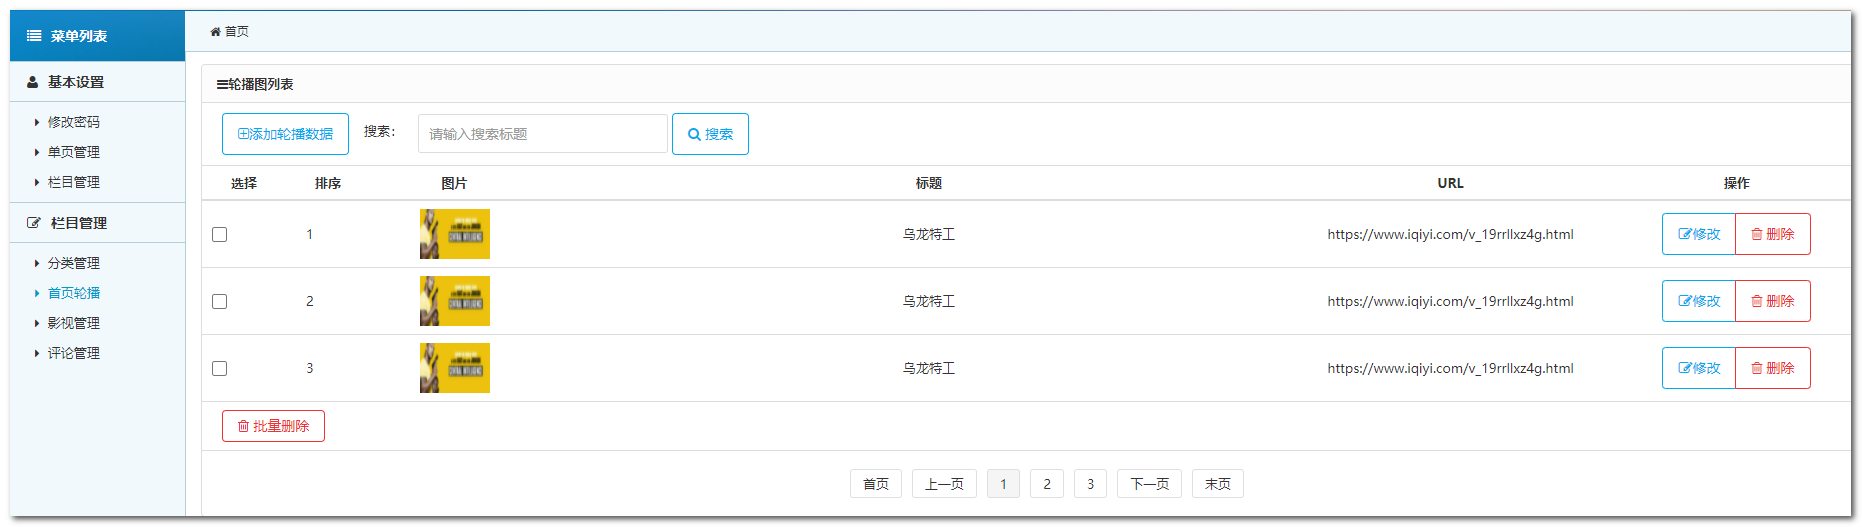 菜单列表
首页
基本设置
修改密码
单页管理
栏目管理
栏目管理
分类管理
首页轮播
影视管理
评论管理
轮播图列表
添加轮播数据 搜索： 请输入搜索标题 搜索
选择 排序 图片 标题 URL 操作
1 乌龙特工 https://www.iqiyi.com/v_19rrllxz4g.html 修改 删除
2 乌龙特工 https://www.iqiyi.com/v_19rrllxz4g.html 修改 删除
3 乌龙特工 https://www.iqiyi.com/v_19rrllxz4g.html 修改 删除
批量删除
首页 上一页 1 2 3 下一页 末页